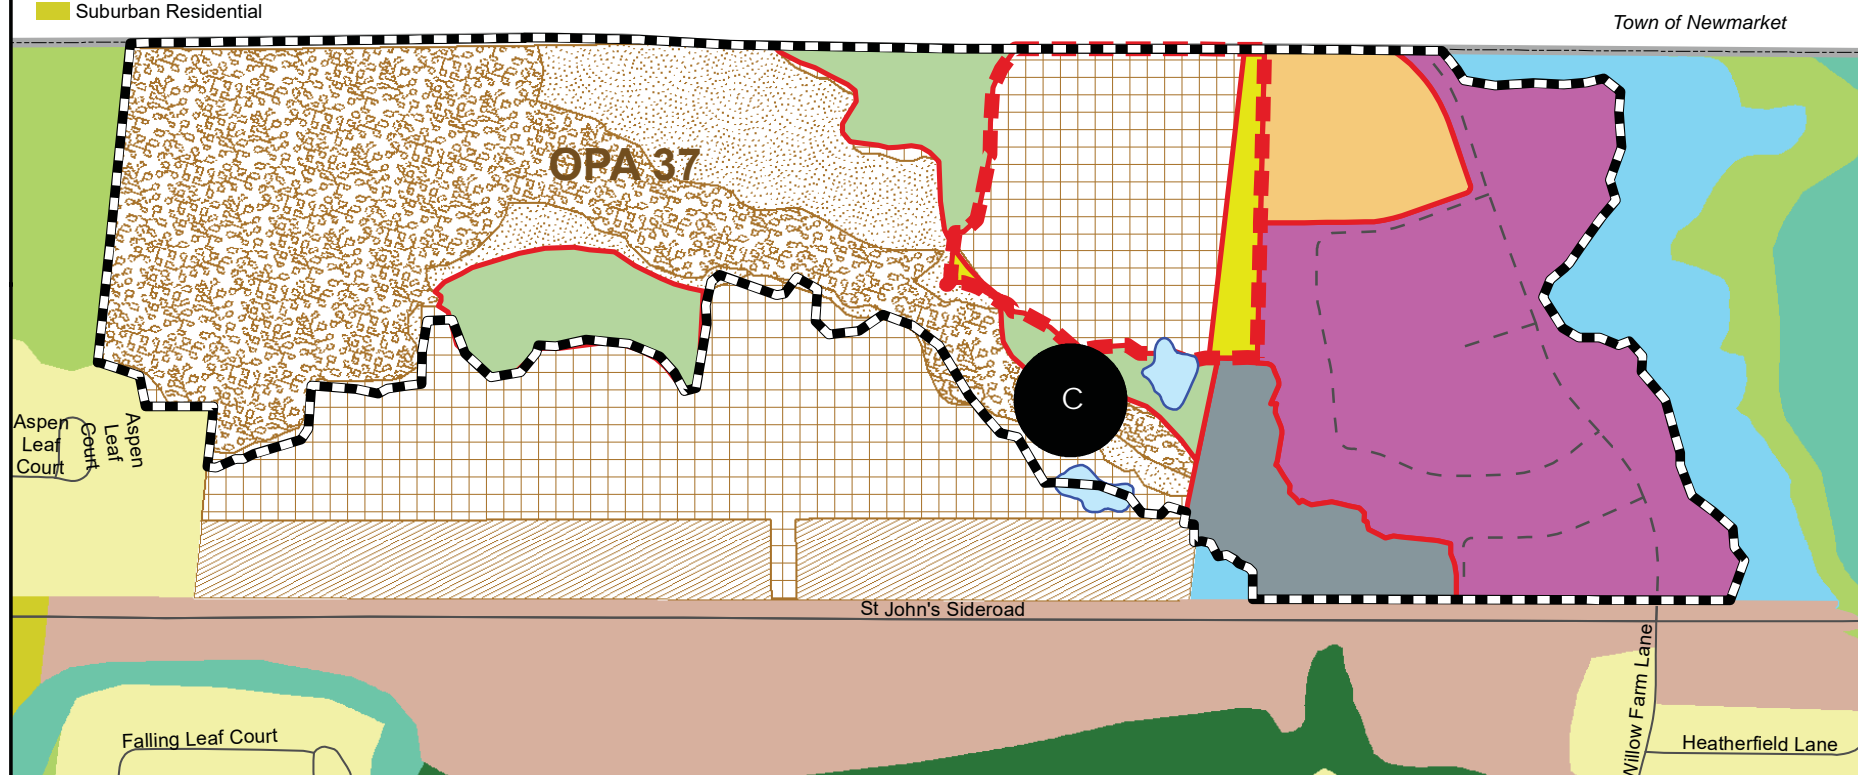 Suburban Residential
Town of Newmarket
OPA 37
C
Aspen
Leaf
Court
Aspen
Leaf
Court
St John's Sideroad
Willow Farm Lane
Falling Leaf Court
Heatherfield Lane